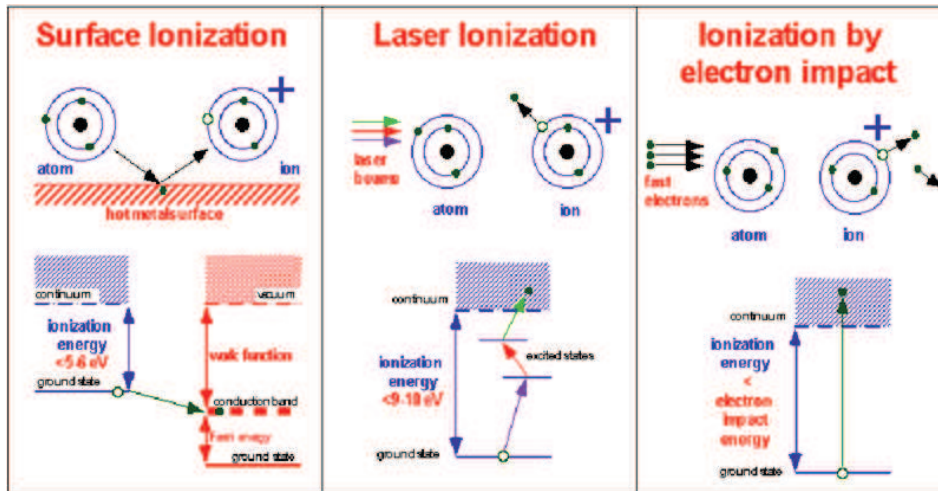 Surface Ionization
atom
ion
+
hot metal surface
continuum
vacuum
ionization
energy
<5-6 eV
work function
ground state
conduction band
Fermi energy
ground state
Laser Ionization
laser
beams
atom
ion
+
continuum
ionization
energy
<9-10 eV
excited states
ground state
Ionization by
electron impact
fast
electrons
atom
ion
+
continuum
ionization
energy
<
electron
impact
energy
ground state